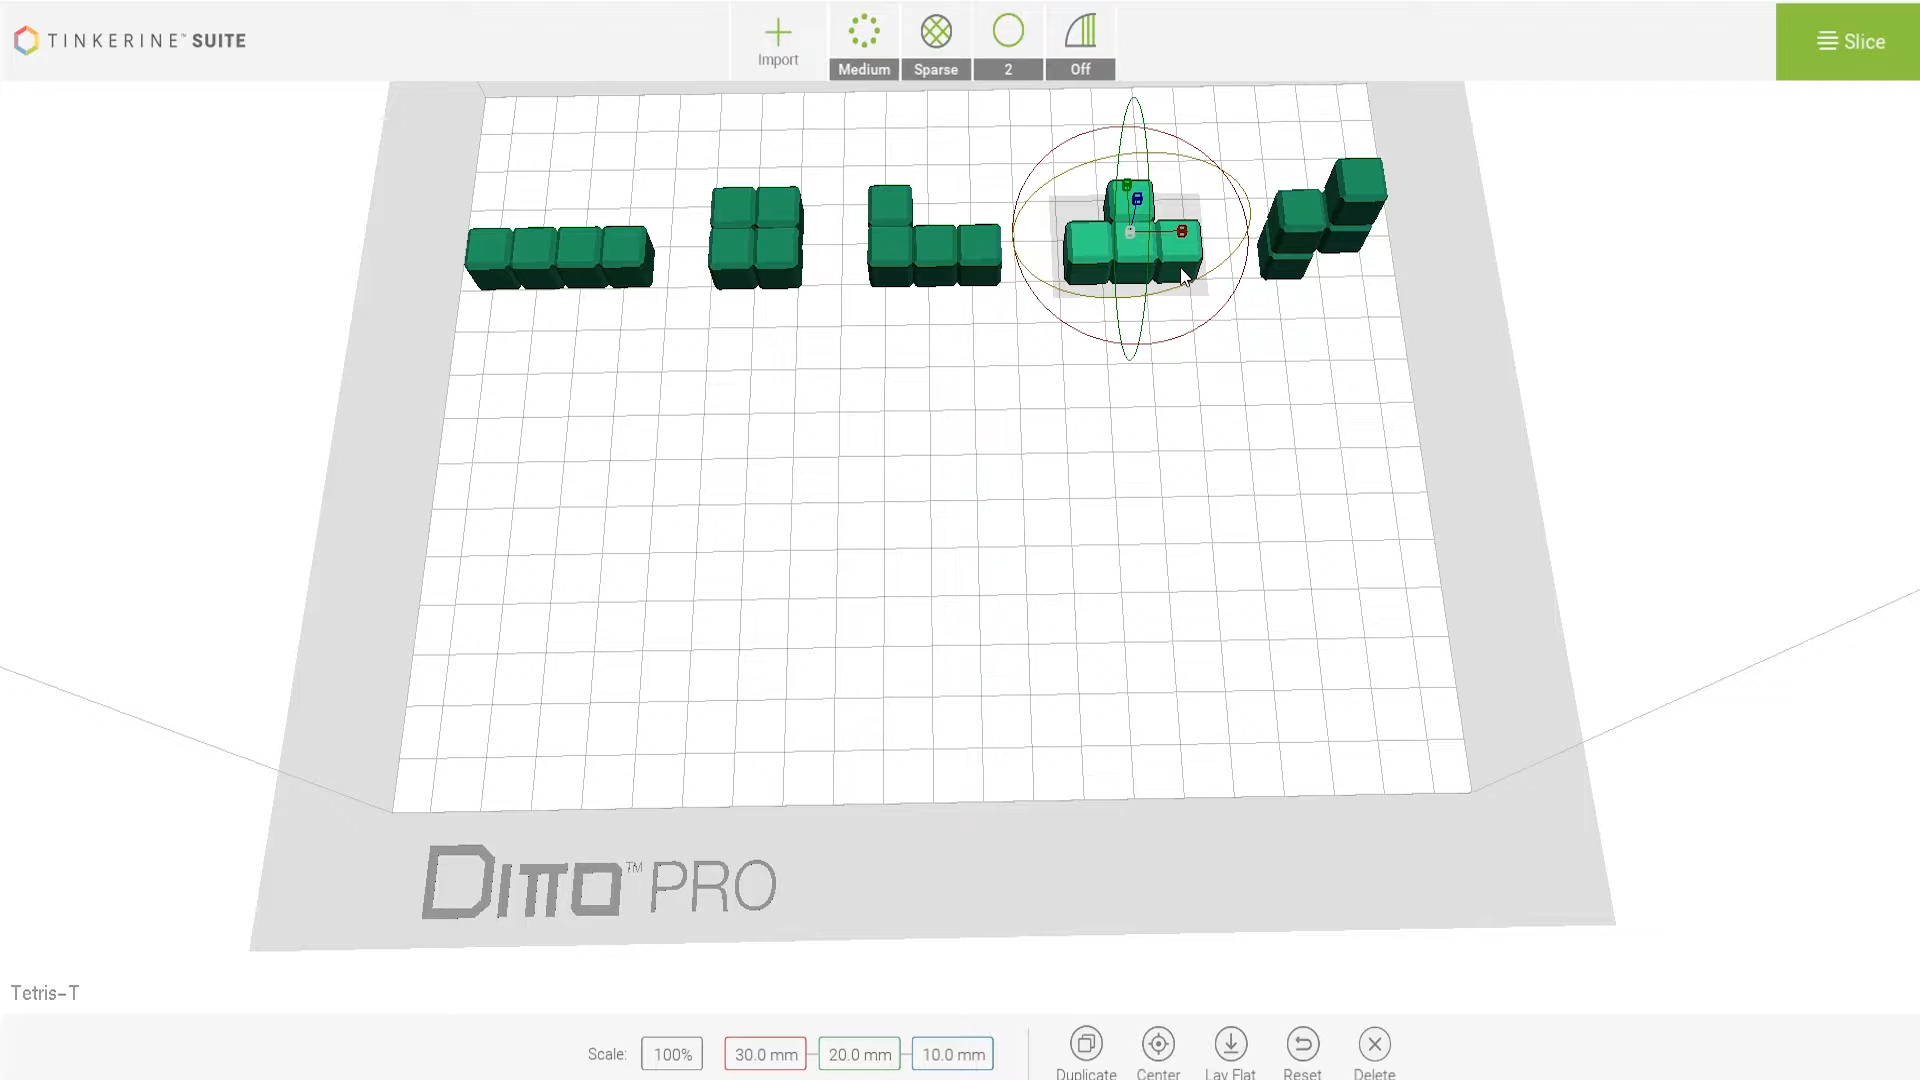 TINKERINE™ SUITE
Import
Medium
Sparse
2
Off
Slice
DITTO™ PRO
Tetris-T
Scale:
100%
30.0 mm
20.0 mm
10.0 mm
Duplicate
Center
Lay Flat
Reset
Delete